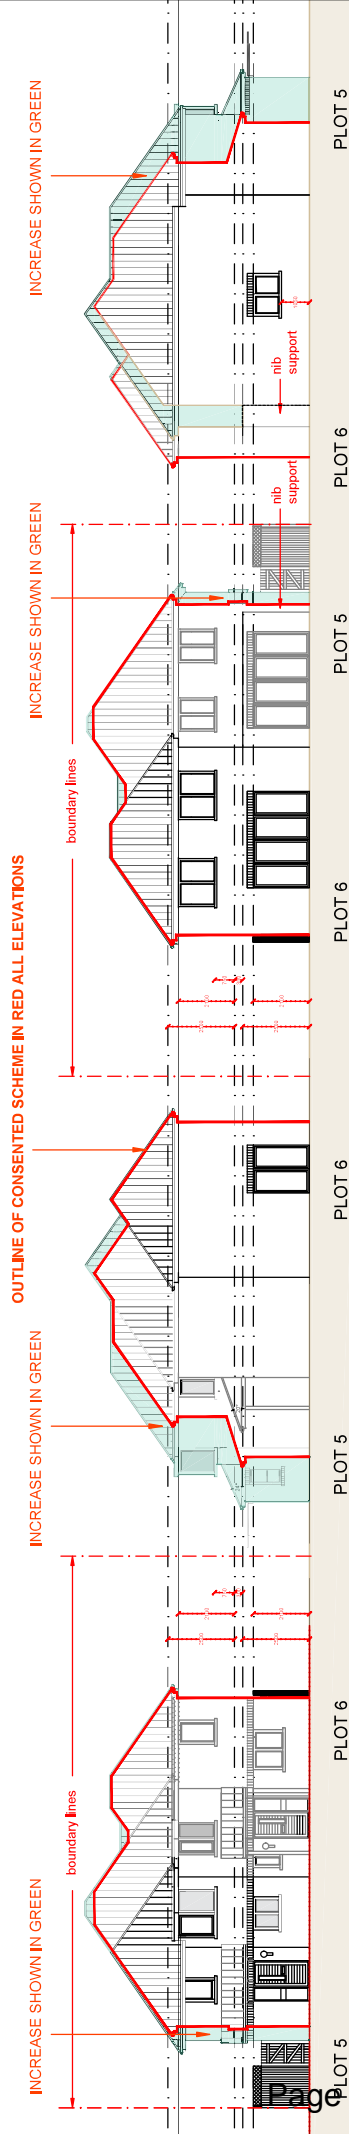 INCREASE SHOWN IN GREEN
PLOT 5
nib
support
PLOT 6
nib
support
INCREASE SHOWN IN GREEN
PLOT 5
boundary lines
PLOT 6
OUTLINE OF CONSENTED SCHEME IN RED ALL ELEVATIONS
PLOT 6
INCREASE SHOWN IN GREEN
PLOT 5
boundary lines
PLOT 6
INCREASE SHOWN IN GREEN
PLOT 5
Page